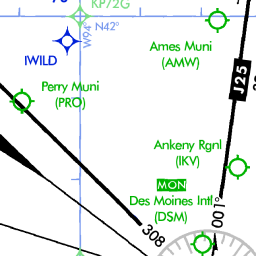 KP72G
W94°
N42°
IWILD
Ames Muni
(AMW)
J25
Perry Muni
(PRO)
Ankeny Rgnl
(IKV)
MON
Des Moines Intl
(DSM)
001°
308